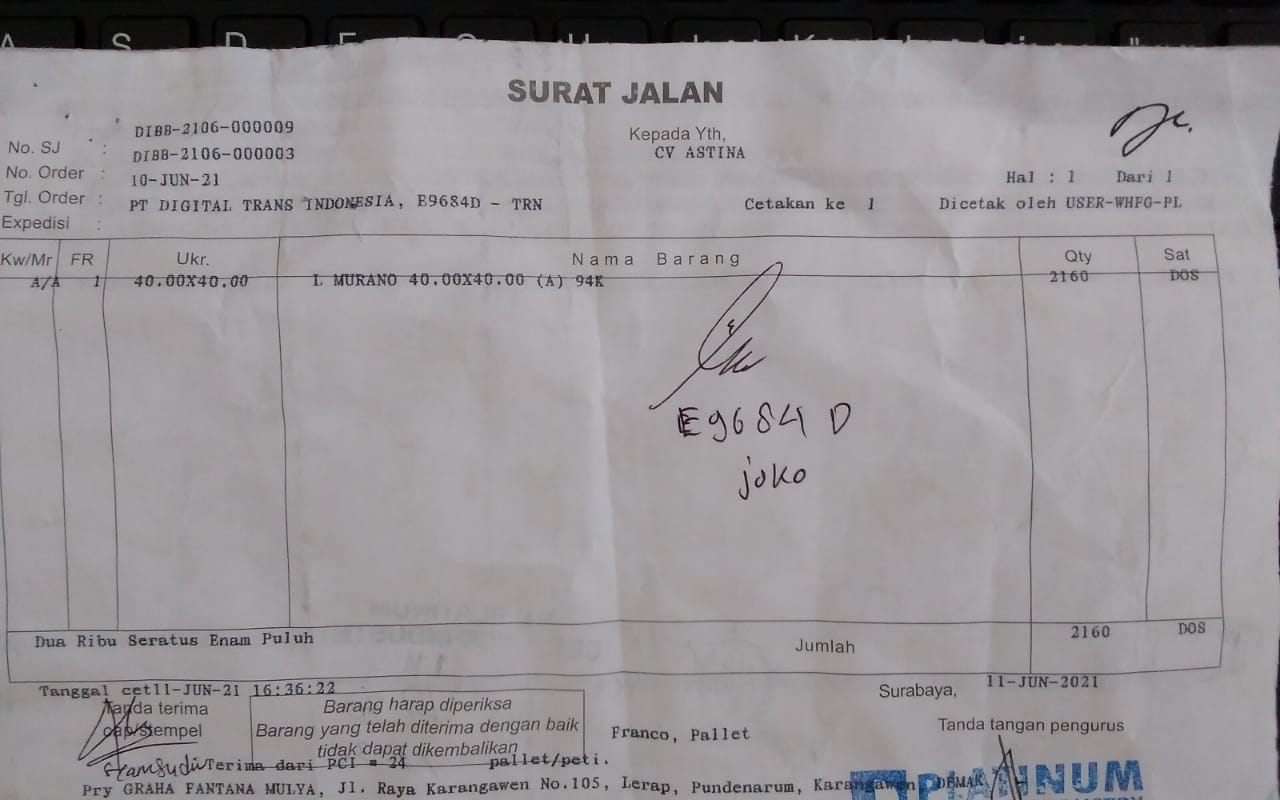 SURAT JALAN
No. SJ : DIBB-2106-000009
No. Order : DIBB-2106-000003
Tgl. Order : 10-JUN-21
Expedisi : PT DIGITAL TRANS INDONESIA, E9684D - TRN
Kepada Yth,
CV ASTINA
Hal : 1 Dari 1
Cetakan ke 1 Dicetak oleh USER-WHFG-PL
Kw/Mr FR Ukr. Nama Barang Qty Sat
A/A 1 40.00X40.00 L MURANO 40.00X40.00 (A) 94K 2160 DOS
E9684 D
joko
Dua Ribu Seratus Enam Puluh Jumlah 2160 DOS
Tanggal cet11-JUN-21 16:36:22
Surabaya, 11-JUN-2021
Tanda terima
cap/stempel
Barang harap diperiksa
Barang yang telah diterima dengan baik
tidak dapat dikembalikan
Franco, Pallet
Tanda tangan pengurus
Terima dari PCI = 24 pallet/peti.
Pry GRAHA FANTANA MULYA, Jl. Raya Karangawen No.105, Lerap, Pundenarum, Karangawen, DEMAK
PLATINUM